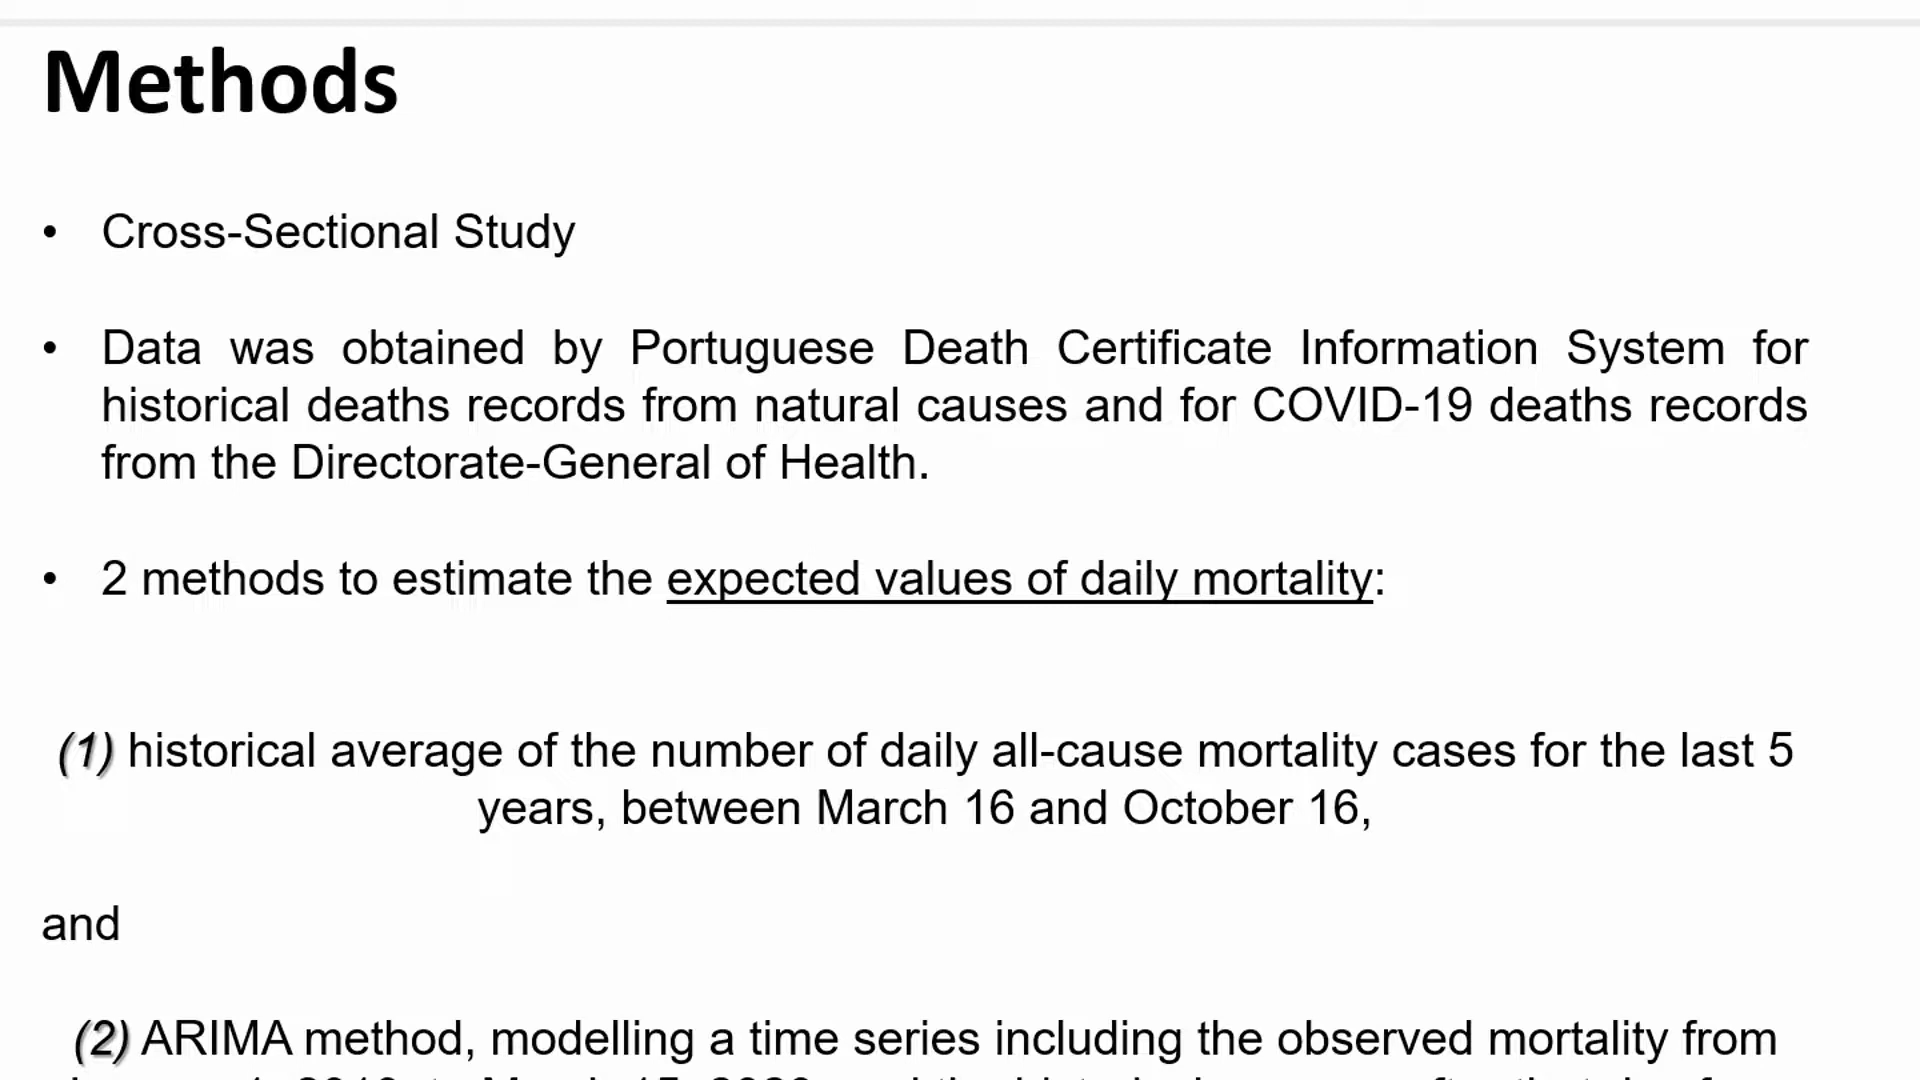 Methods
• Cross-Sectional Study
• Data was obtained by Portuguese Death Certificate Information System for
historical deaths records from natural causes and for COVID-19 deaths records
from the Directorate-General of Health.
• 2 methods to estimate the expected values of daily mortality:
(1) historical average of the number of daily all-cause mortality cases for the last 5
years, between March 16 and October 16,
and
(2) ARIMA method, modelling a time series including the observed mortality from